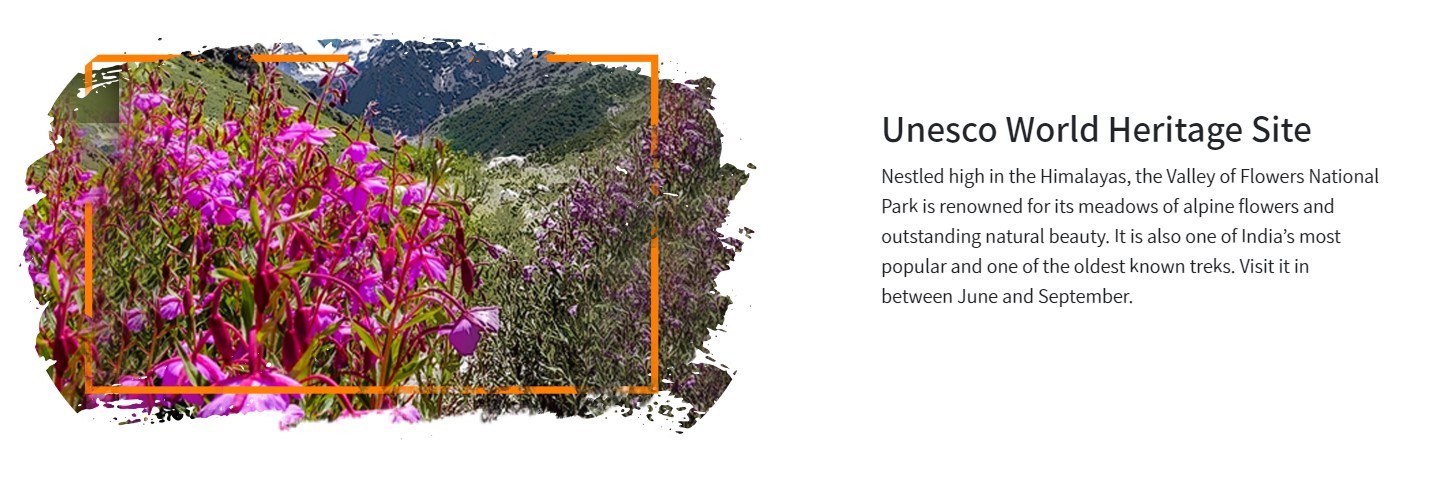 Unesco World Heritage Site
Nestled high in the Himalayas, the Valley of Flowers National
Park is renowned for its meadows of alpine flowers and
outstanding natural beauty. It is also one of India’s most
popular and one of the oldest known treks. Visit it in
between June and September.